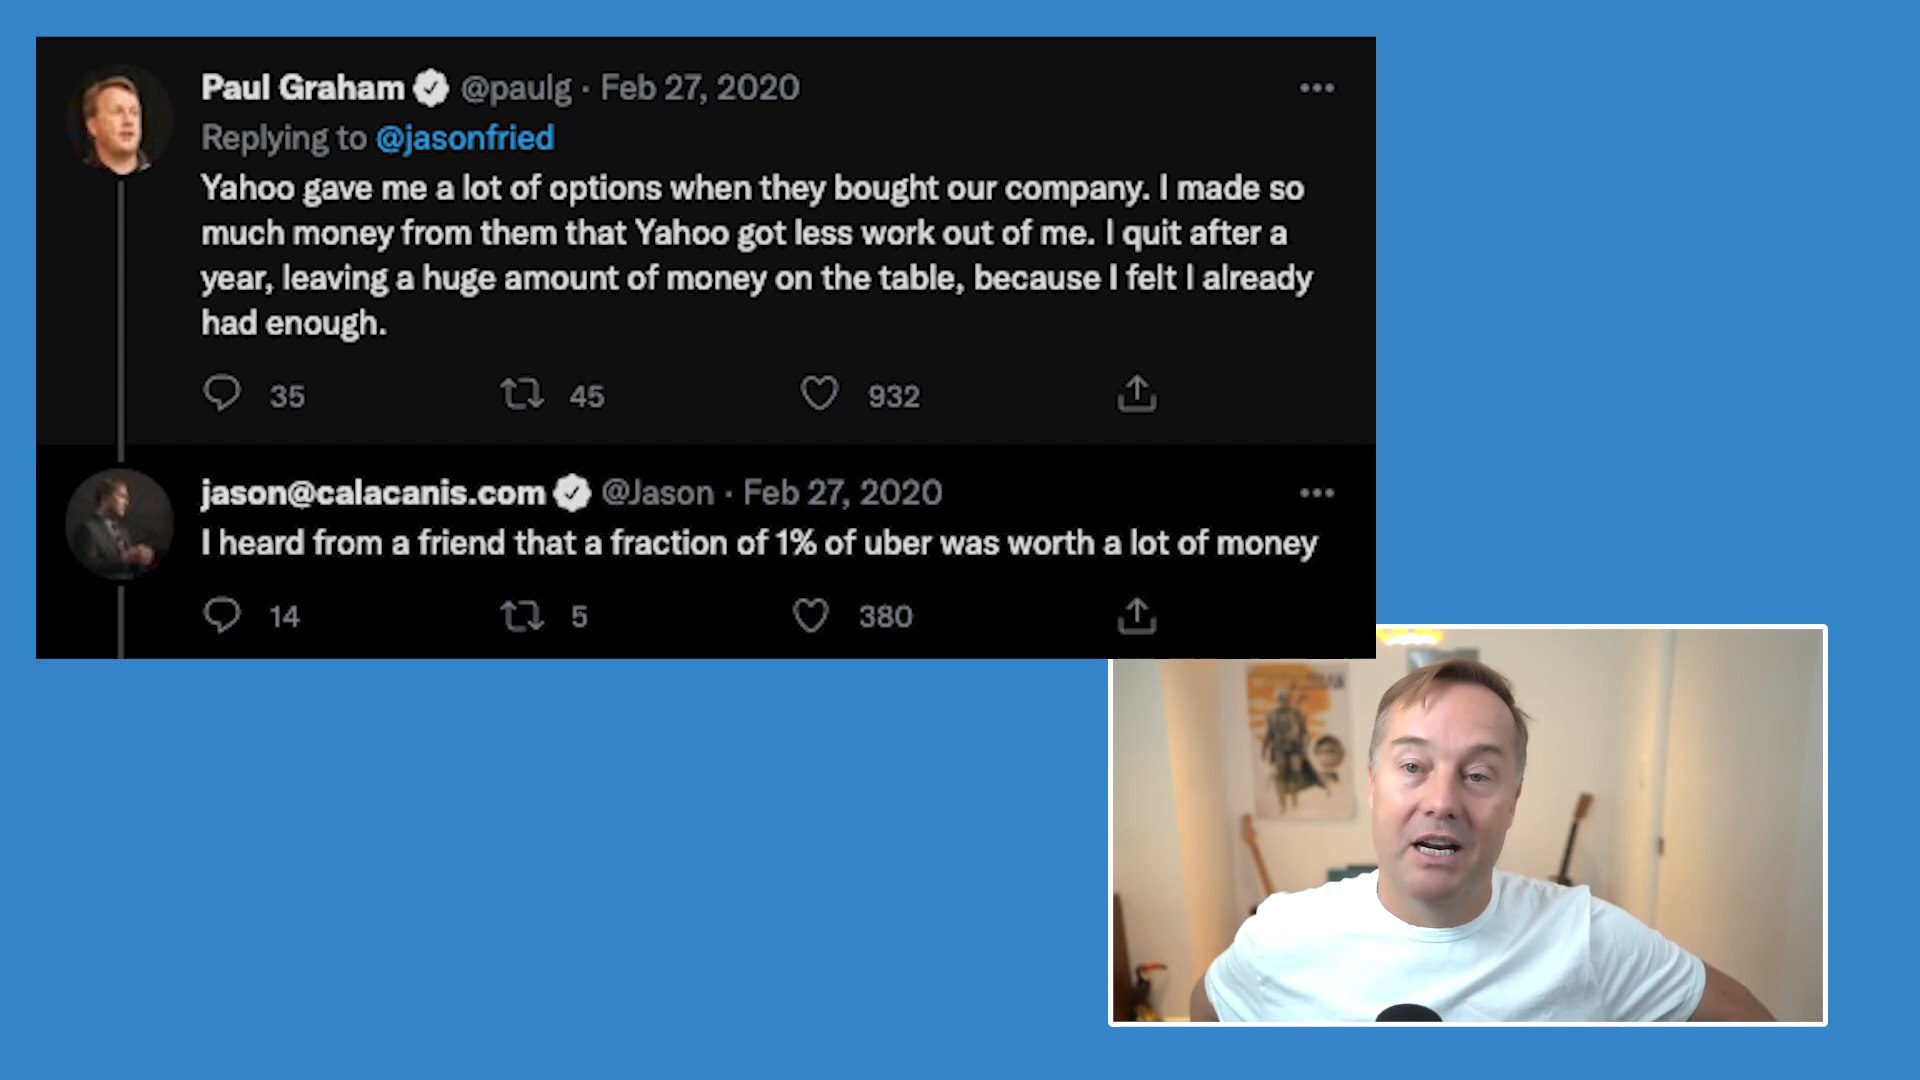 Paul Graham @paulg · Feb 27, 2020
Replying to @jasonfried
Yahoo gave me a lot of options when they bought our company. I made so
much money from them that Yahoo got less work out of me. I quit after a
year, leaving a huge amount of money on the table, because I felt I already
had enough.
35 45 932
jason@calacanis.com @Jason · Feb 27, 2020
I heard from a friend that a fraction of 1% of uber was worth a lot of money
14 5 380